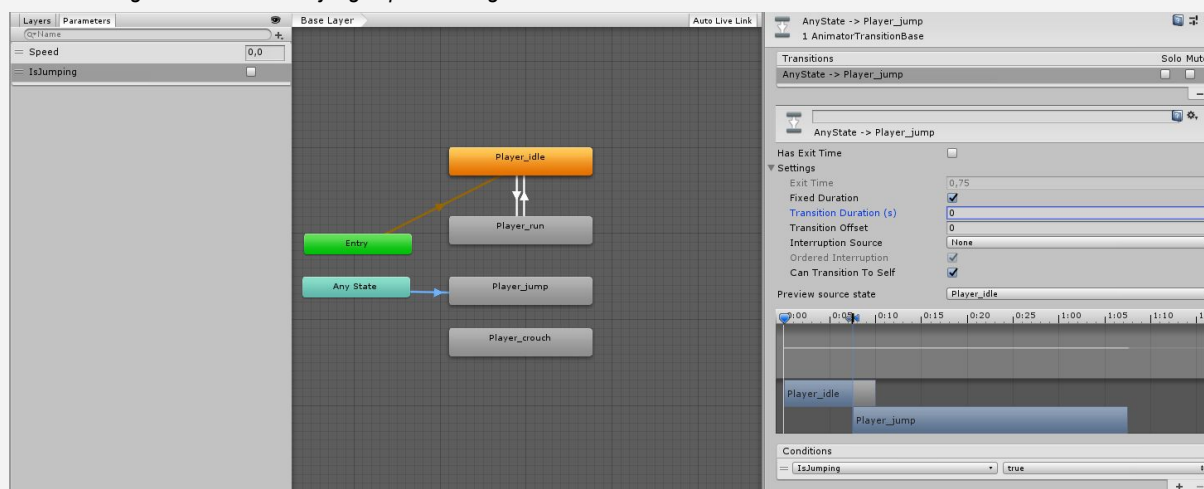 Layers Parameters
Name
Speed 0,0
IsJumping
Base Layer Auto Live Link
Player_idle
Player_run
Entry
Any State
Player_jump
Player_crouch
AnyState -> Player_jump
1 AnimatorTransitionBase
Transitions Solo Mute
AnyState -> Player_jump
AnyState -> Player_jump
Has Exit Time
Settings
Exit Time 0,75
Fixed Duration
Transition Duration (s) 0
Transition Offset 0
Interruption Source None
Ordered Interruption
Can Transition To Self
Preview source state Player_idle
0:00 0:05 0:10 0:15 0:20 0:25 1:00 1:05 1:10
Player_idle
Player_jump
Conditions
IsJumping true